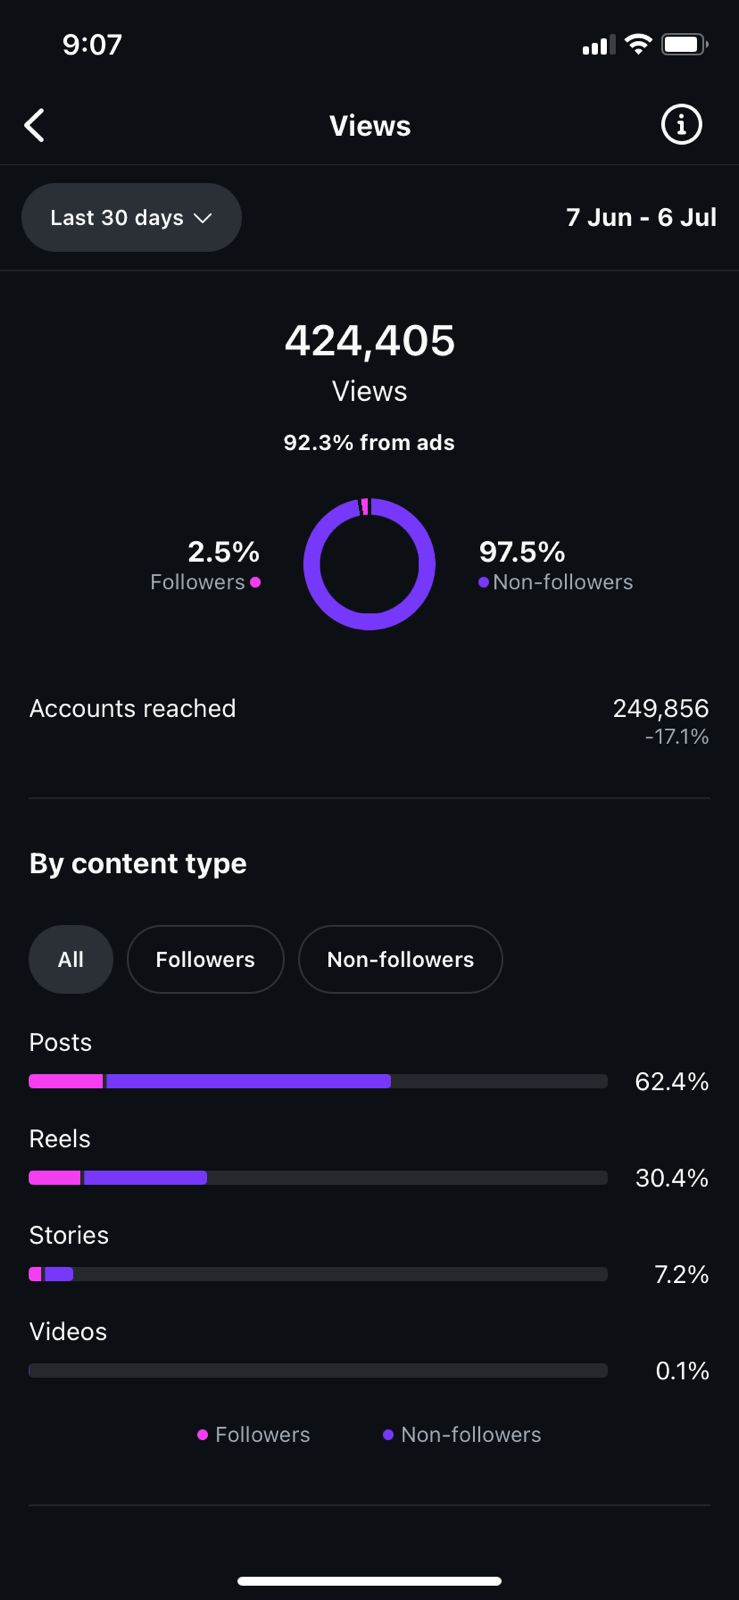 9:07
Views
Last 30 days
7 Jun - 6 Jul
424,405
Views
92.3% from ads
2.5%
Followers
97.5%
Non-followers
Accounts reached
249,856
-17.1%
By content type
All
Followers
Non-followers
Posts
62.4%
Reels
30.4%
Stories
7.2%
Videos
0.1%
Followers
Non-followers